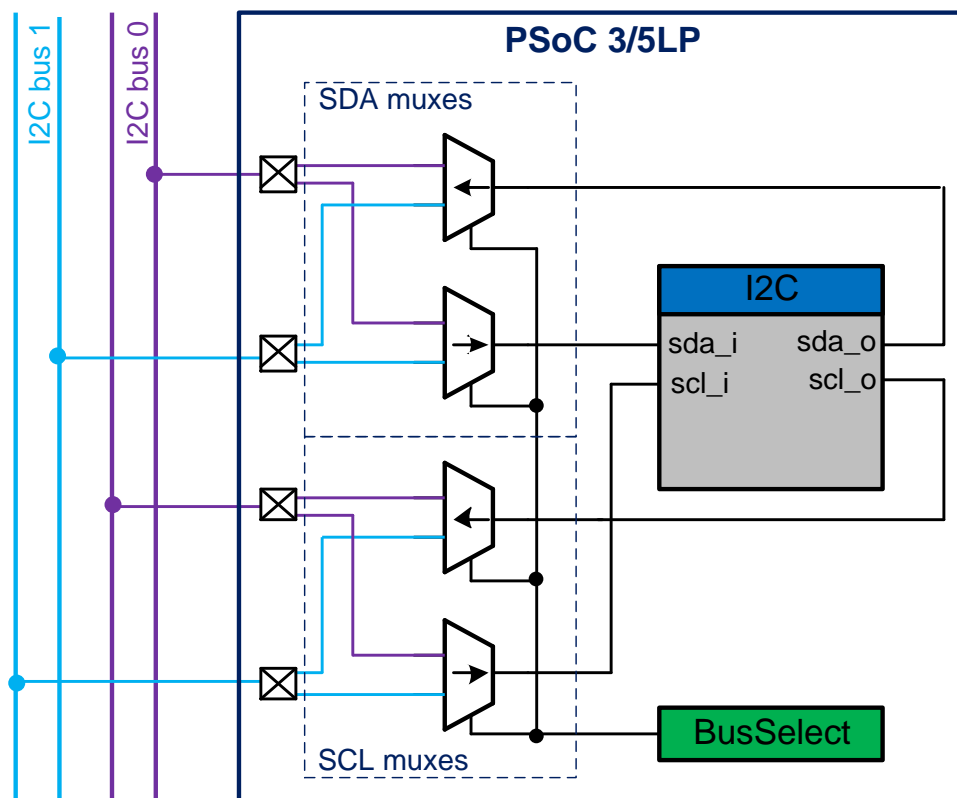 I2C bus 1
I2C bus 0
PSoC 3/5LP
SDA muxes
I2C
sda_i
sda_o
scl_i
scl_o
BusSelect
SCL muxes